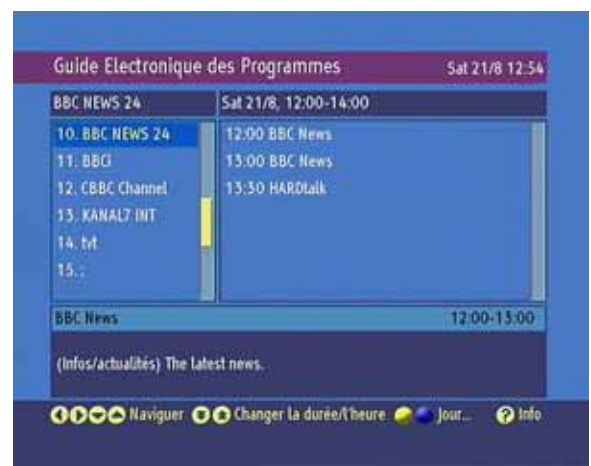 Guide Electronique des Programmes Sat 21/8 12:54
BBC NEWS 24 Sat 21/8, 12:00-14:00
10. BBC NEWS 24 12:00 BBC News
11. BBCi 13:00 BBC News
12. CBBC Channel 13:30 HARDtalk
13. KANAL7 INT
14. tvt
15. :
BBC News 12:00-13:00
(Infos/actualités) The latest news.
Naviguer Changer la durée/l'heure Jour... Info